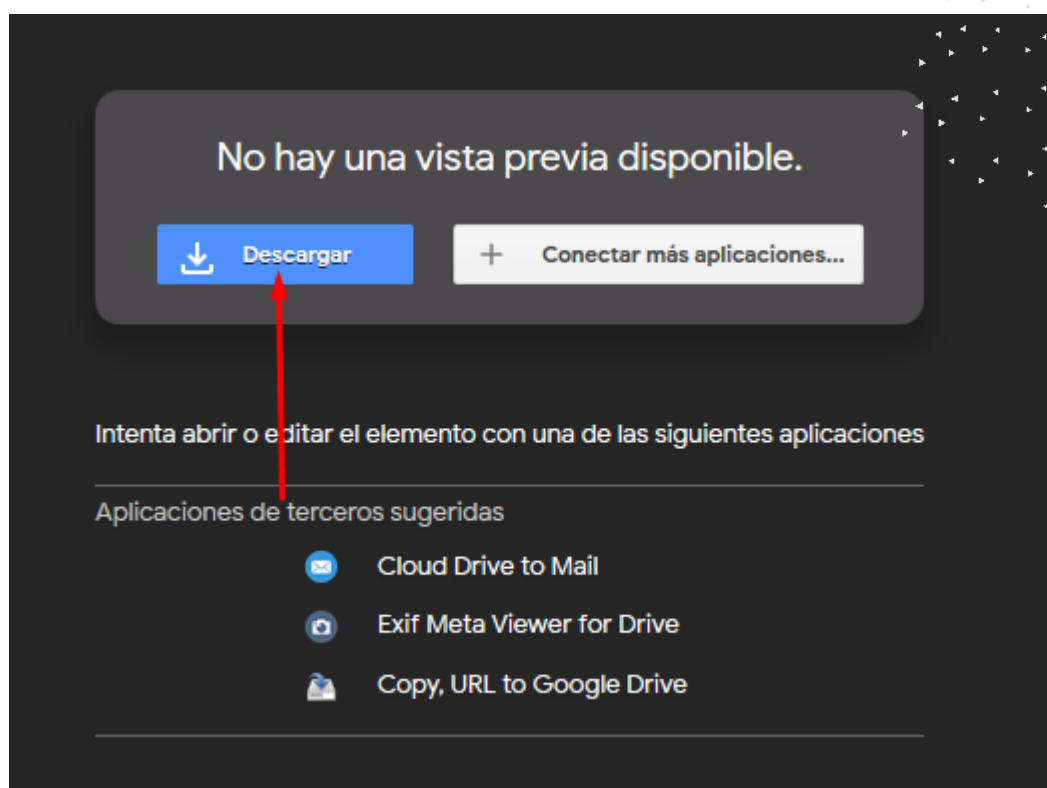 No hay una vista previa disponible.
Descargar
Conectar más aplicaciones...
Intenta abrir o editar el elemento con una de las siguientes aplicaciones
Aplicaciones de terceros sugeridas
Cloud Drive to Mail
Exif Meta Viewer for Drive
Copy, URL to Google Drive